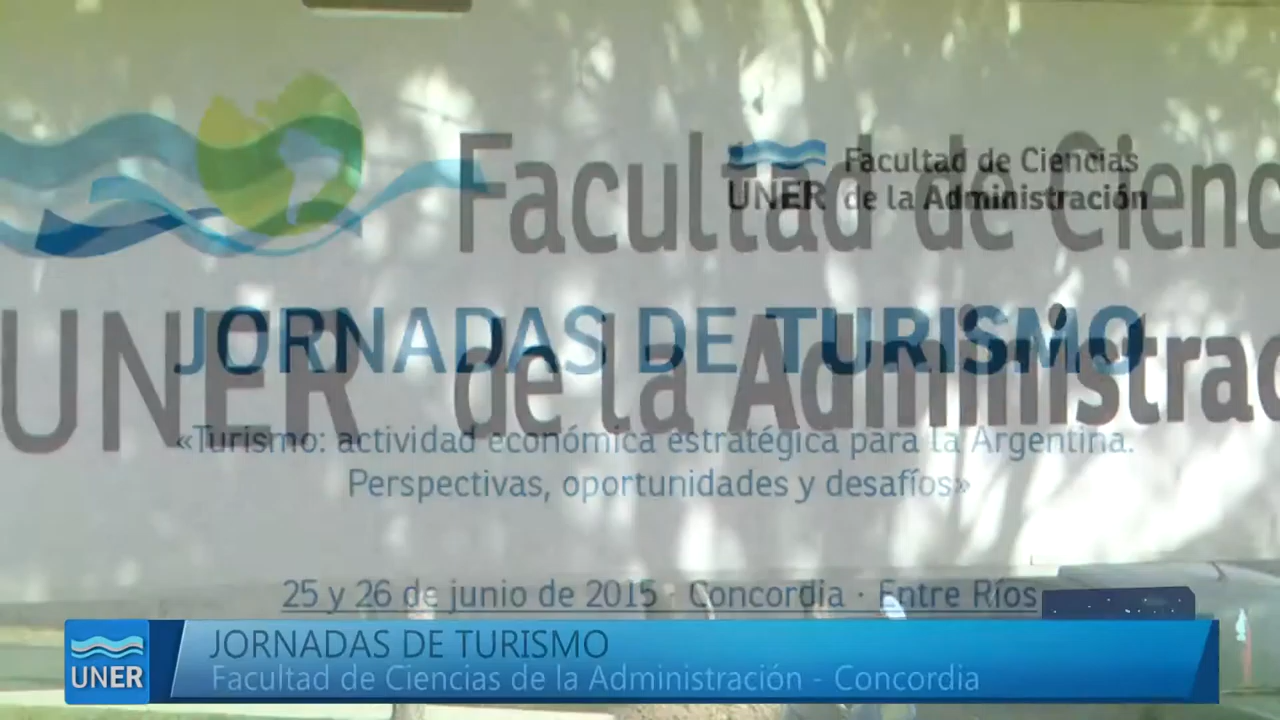 Facultad de Cienc
UNER de la Administrac
UNER
Facultad de Ciencias
de la Administración
JORNADAS DE TURISMO
«Turismo: actividad económica estratégica para la Argentina.
Perspectivas, oportunidades y desafíos»
25 y 26 de junio de 2015 · Concordia · Entre Ríos
UNER
JORNADAS DE TURISMO
Facultad de Ciencias de la Administración - Concordia